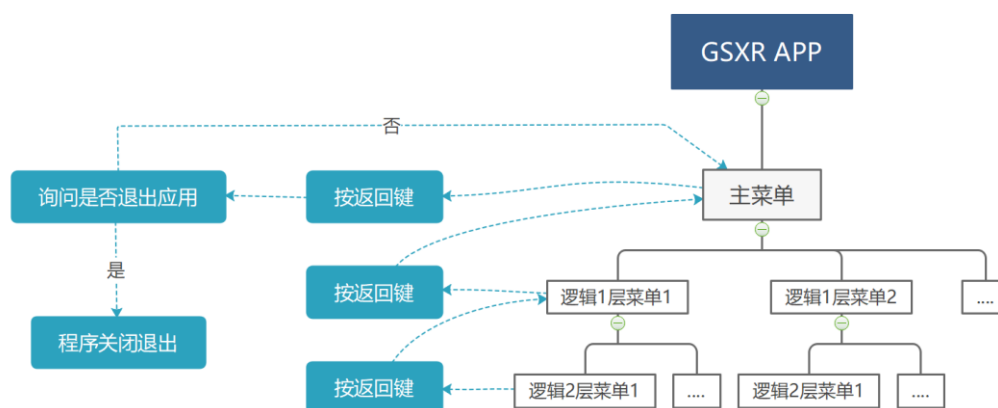 GSXR APP
否
询问是否退出应用
按返回键
主菜单
是
按返回键
逻辑1层菜单1
逻辑1层菜单2
....
程序关闭退出
按返回键
逻辑2层菜单1
....
逻辑2层菜单1
....